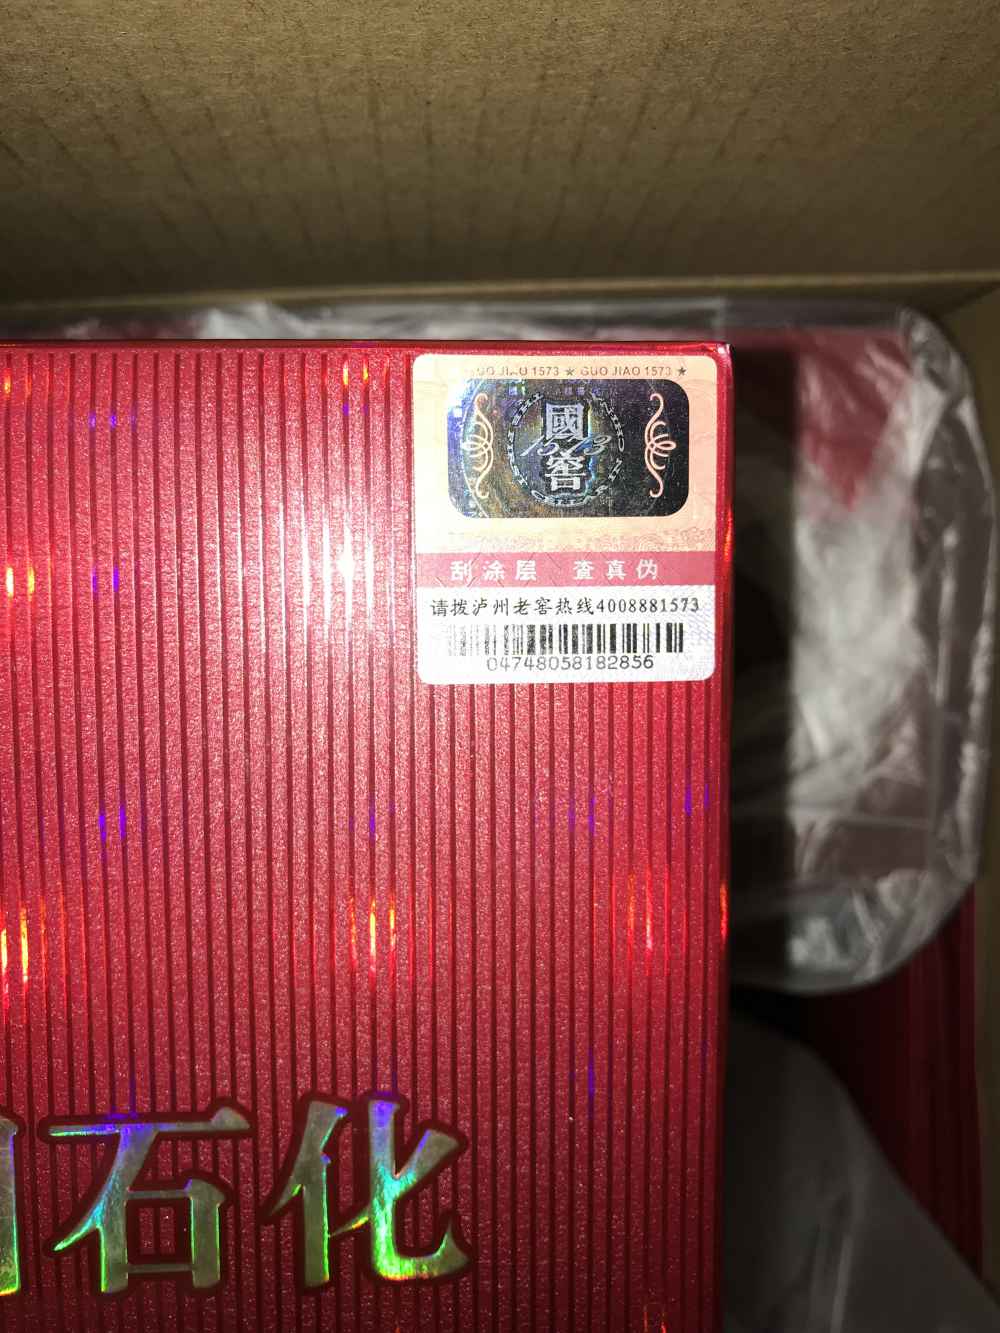 GUO JIAO 1573 ★ GUO JIAO 1573 ★
國
1573
窖
刮涂层 查真伪
请拨泸州老窖热线4008881573
04748058182856
石化